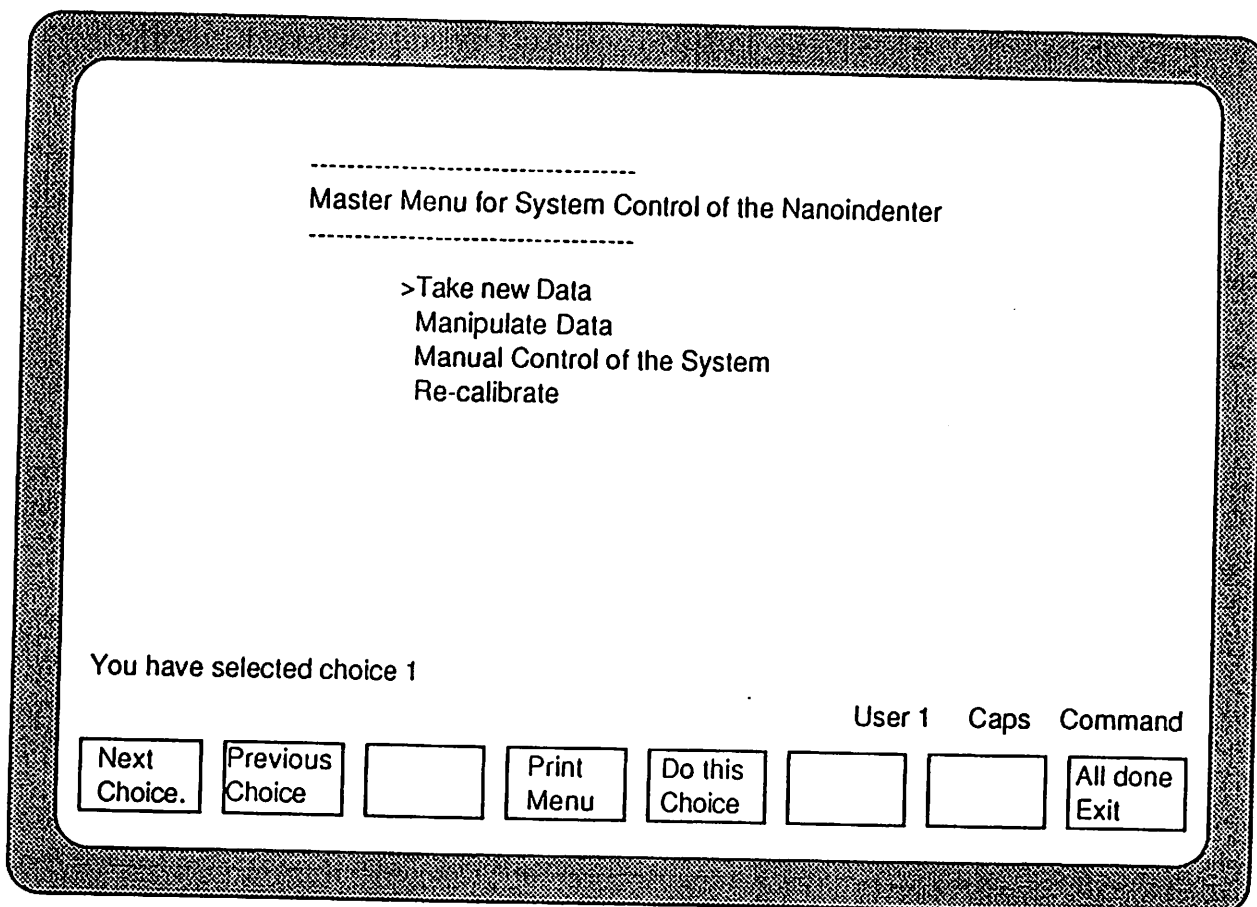 ----------------------------------
Master Menu for System Control of the Nanoindenter
----------------------------------
>Take new Data
Manipulate Data
Manual Control of the System
Re-calibrate
You have selected choice 1
User 1 Caps Command
Next
Choice.
Previous
Choice
Print
Menu
Do this
Choice
All done
Exit